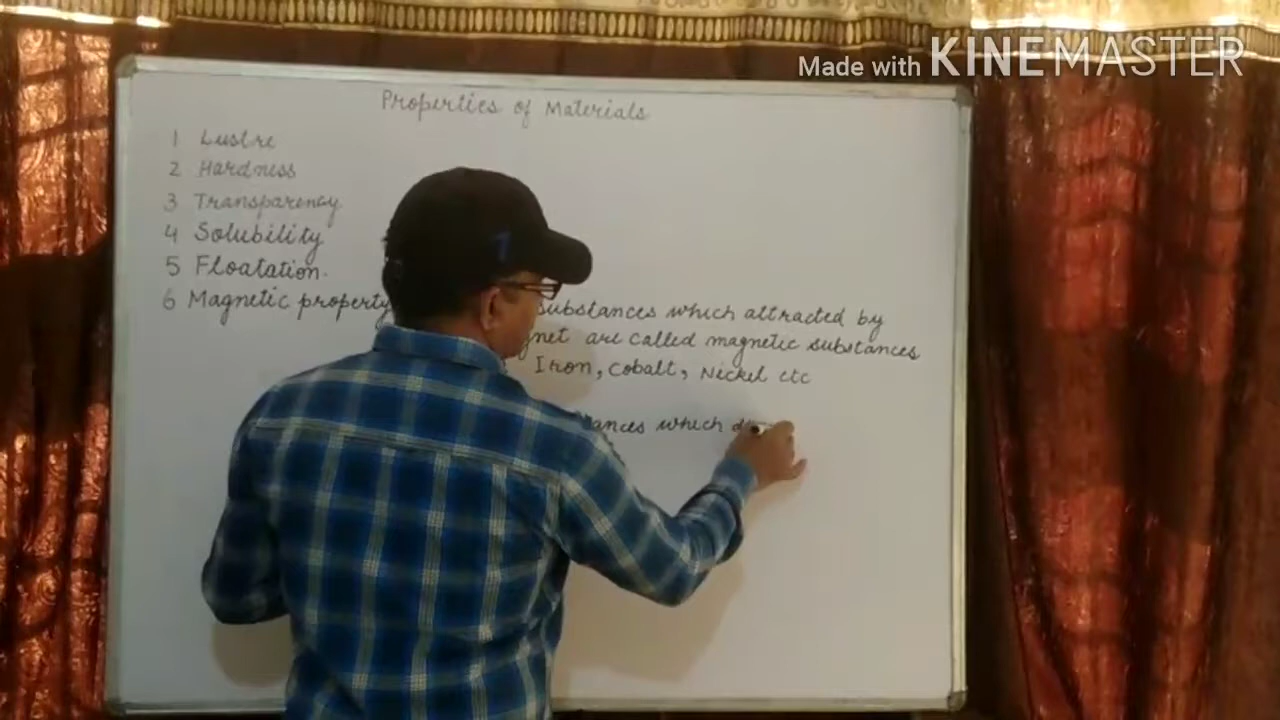 Made with KINEMASTER
Properties of Materials
1 Lustre
2 Hardness
3 Transparency
4 Solubility
5 Floatation.
6 Magnetic property
substances which attracted by
are called magnetic substances
Iron, Cobalt, Nickel etc
which